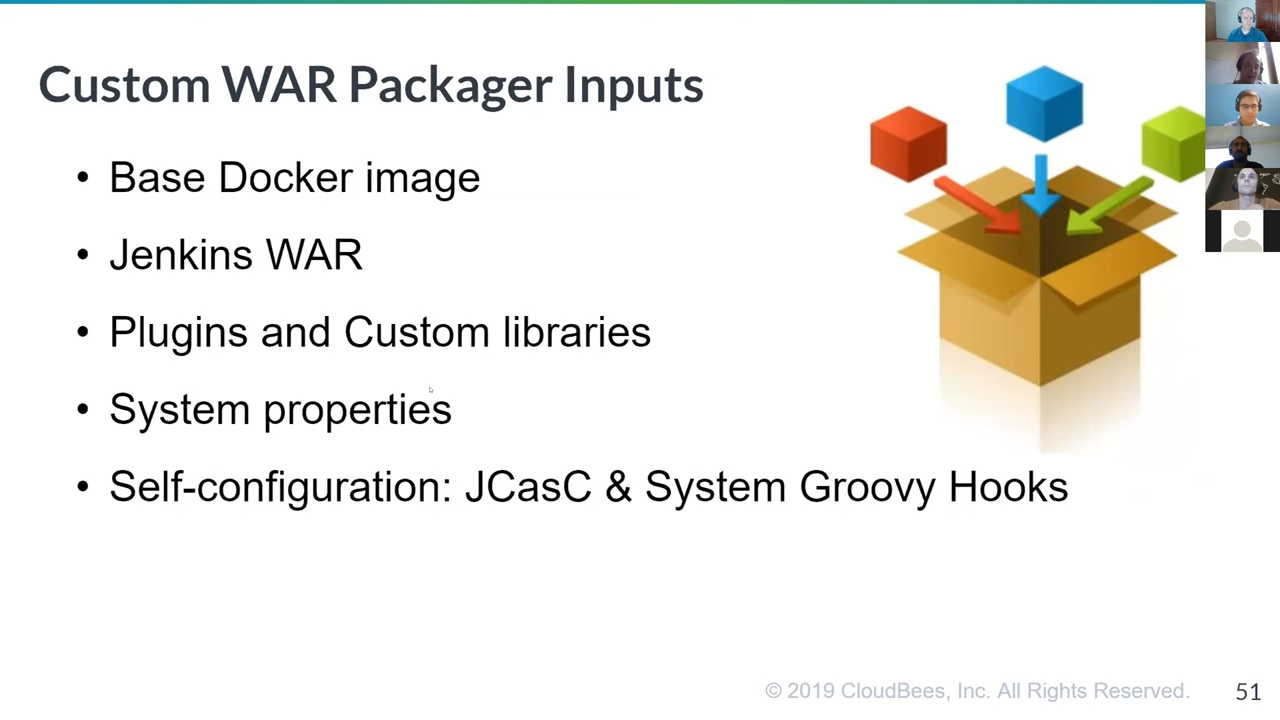 Custom WAR Packager Inputs
• Base Docker image
• Jenkins WAR
• Plugins and Custom libraries
• System properties
• Self-configuration: JCasC & System Groovy Hooks
© 2019 CloudBees, Inc. All Rights Reserved.
51